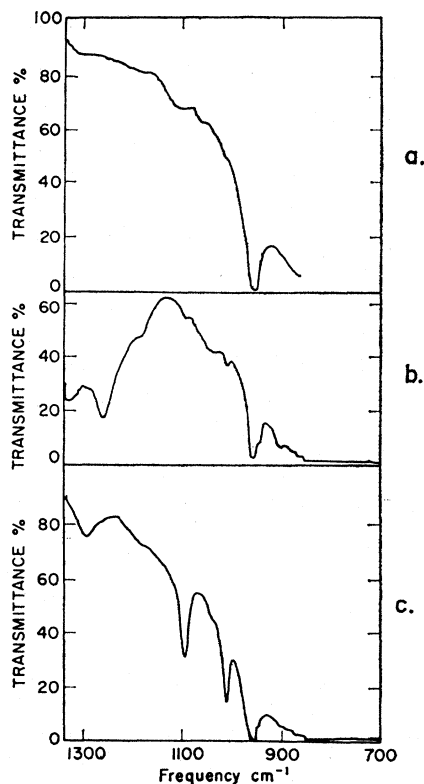 100
80
60
40
20
0
TRANSMITTANCE %
a.
60
40
20
0
TRANSMITTANCE %
b.
80
60
40
20
0
TRANSMITTANCE %
c.
1300 1100 900 700
Frequency cm⁻¹